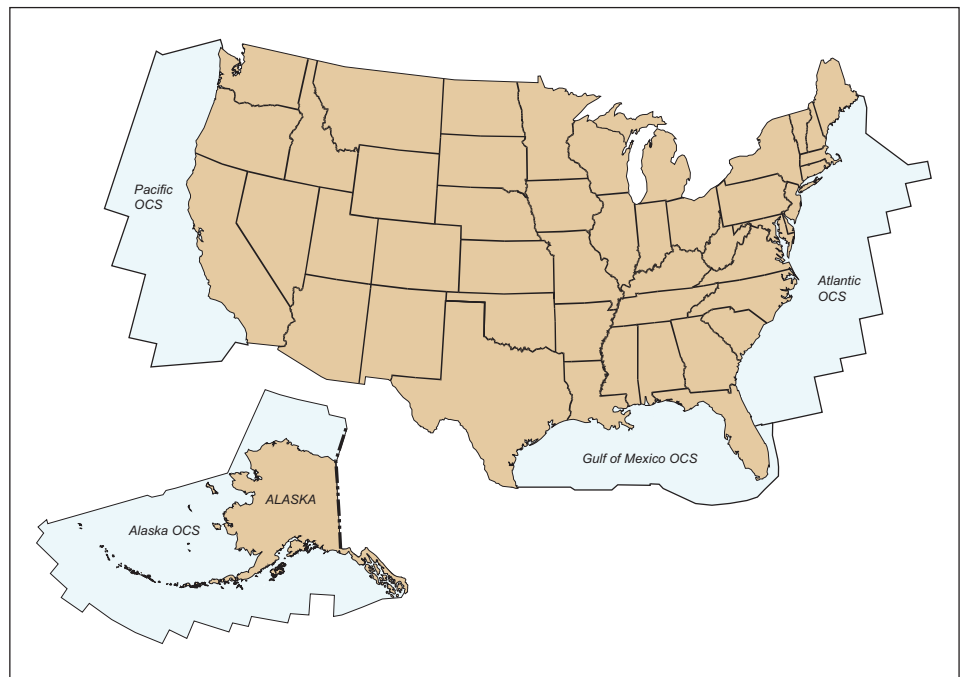 Pacific
OCS
Atlantic
OCS
Gulf of Mexico OCS
ALASKA
Alaska OCS